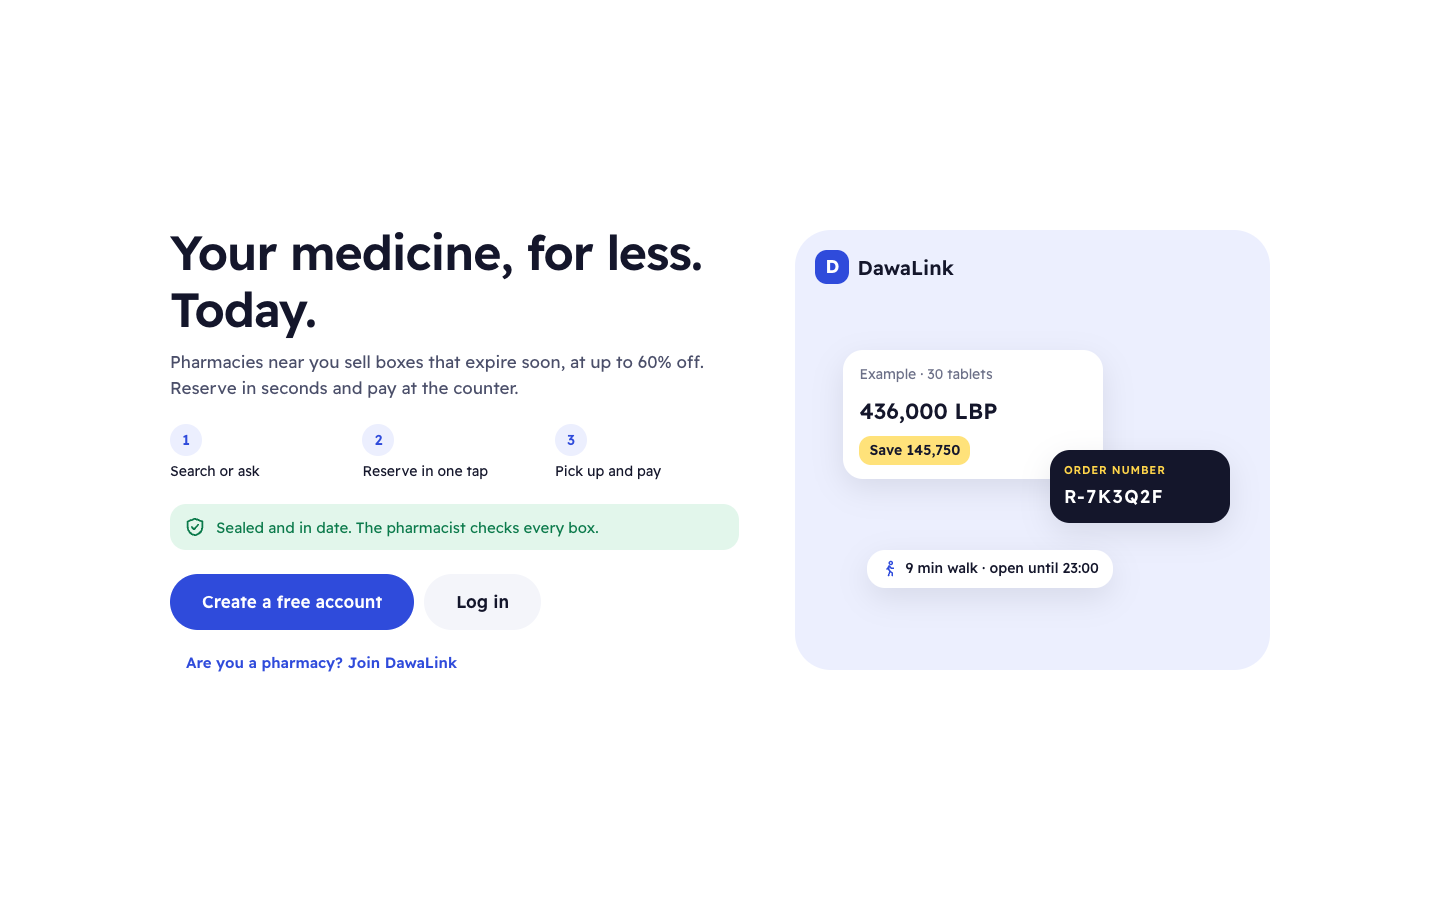 Your medicine, for less.
Today.
Pharmacies near you sell boxes that expire soon, at up to 60% off.
Reserve in seconds and pay at the counter.
1
Search or ask
2
Reserve in one tap
3
Pick up and pay
Sealed and in date. The pharmacist checks every box.
Create a free account
Log in
Are you a pharmacy? Join DawaLink
D DawaLink
Example · 30 tablets
436,000 LBP
Save 145,750
ORDER NUMBER
R-7K3Q2F
9 min walk · open until 23:00